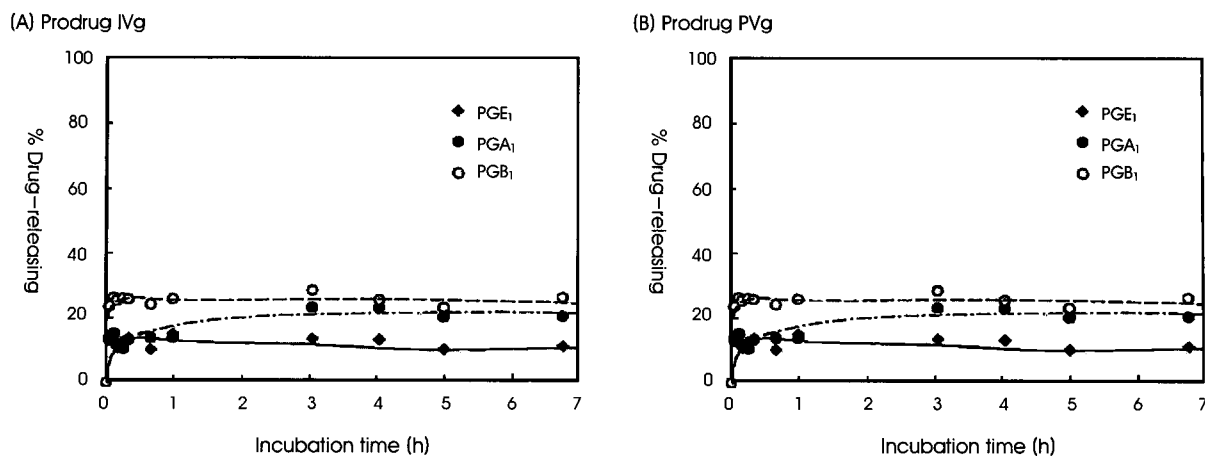 (A) Prodrug IVg
100
80
60
40
20
0
% Drug-releasing
PGE₁
PGA₁
PGB₁
0 1 2 3 4 5 6 7
Incubation time (h)
(B) Prodrug PVg
100
80
60
40
20
0
% Drug-releasing
PGE₁
PGA₁
PGB₁
0 1 2 3 4 5 6 7
Incubation time (h)